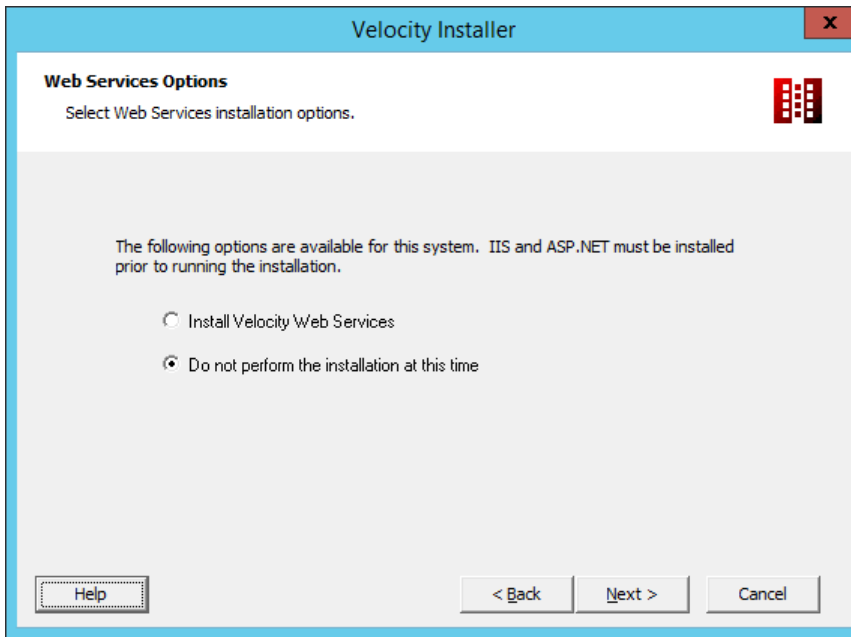 Velocity Installer
x
Web Services Options
Select Web Services installation options.
The following options are available for this system.  IIS and ASP.NET must be installed
prior to running the installation.
Install Velocity Web Services
Do not perform the installation at this time
Help
< Back
Next >
Cancel